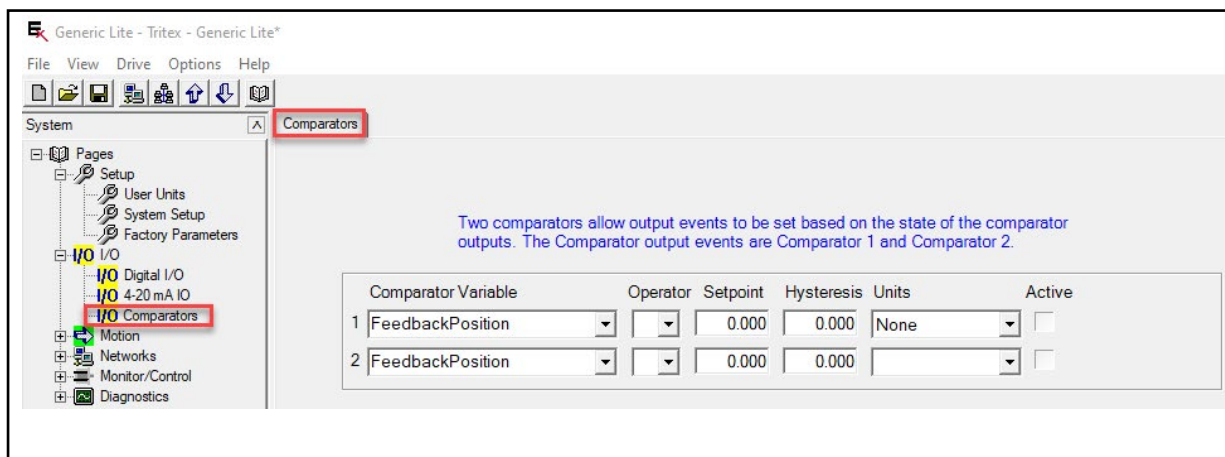 Generic Lite - Tritex - Generic Lite*
File View Drive Options Help
System
Comparators
Pages
Setup
User Units
System Setup
Factory Parameters
I/O I/O
I/O Digital I/O
I/O 4-20 mA IO
I/O Comparators
Motion
Networks
Monitor/Control
Diagnostics
Two comparators allow output events to be set based on the state of the comparator
outputs. The Comparator output events are Comparator 1 and Comparator 2.
Comparator Variable Operator Setpoint Hysteresis Units Active
1 FeedbackPosition 0.000 0.000 None
2 FeedbackPosition 0.000 0.000